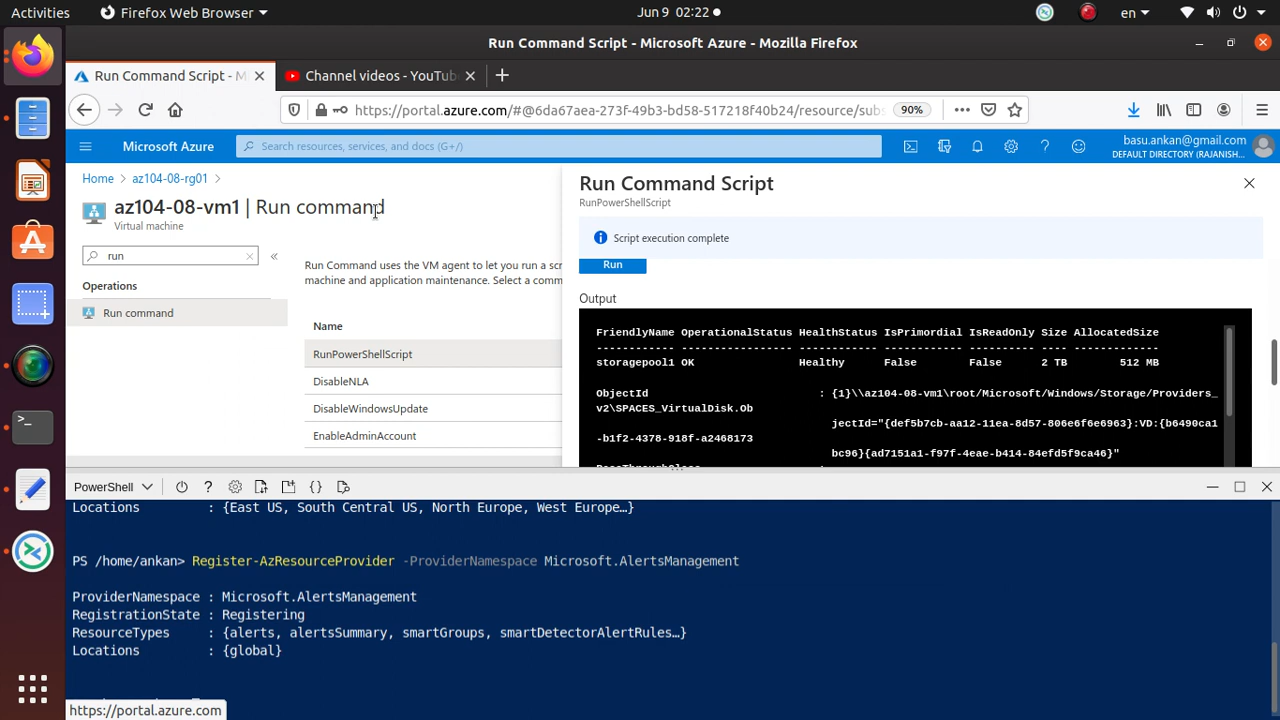 Activities
Firefox Web Browser
Jun 9 02:22
en
Run Command Script - Microsoft Azure - Mozilla Firefox
Run Command Script - M
Channel videos - YouTube
https://portal.azure.com/#@6da67aea-273f-49b3-bd58-517218f40b24/resource/subs
90%
Microsoft Azure
Search resources, services, and docs (G+/)
basu.ankan@gmail.com
DEFAULT DIRECTORY (RAJANISH...
Home > az104-08-rg01 >
az104-08-vm1 | Run command
Virtual machine
run
Operations
Run command
Run Command uses the VM agent to let you run a scr
machine and application maintenance. Select a comm
Name
RunPowerShellScript
DisableNLA
DisableWindowsUpdate
EnableAdminAccount
Run Command Script
RunPowerShellScript
Script execution complete
Run
Output
FriendlyName OperationalStatus HealthStatus IsPrimordial IsReadOnly Size AllocatedSize
------------ ----------------- ------------ ------------ ---------- ---- -------------
storagepool1 OK Healthy False False 2 TB 512 MB
ObjectId : {1}\\az104-08-vm1\root/Microsoft/Windows/Storage/Providers_
v2\SPACES_VirtualDisk.Ob
jectId="{def5b7cb-aa12-11ea-8d57-806e6f6e6963}:VD:{b6490ca1
-b1f2-4378-918f-a2468173
bc96}{ad7151a1-f97f-4eae-b414-84efd5f9ca46}"
PowerShell
Locations : {East US, South Central US, North Europe, West Europe…}
PS /home/ankan> Register-AzResourceProvider -ProviderNamespace Microsoft.AlertsManagement
ProviderNamespace : Microsoft.AlertsManagement
RegistrationState : Registering
ResourceTypes : {alerts, alertsSummary, smartGroups, smartDetectorAlertRules…}
Locations : {global}
https://portal.azure.com